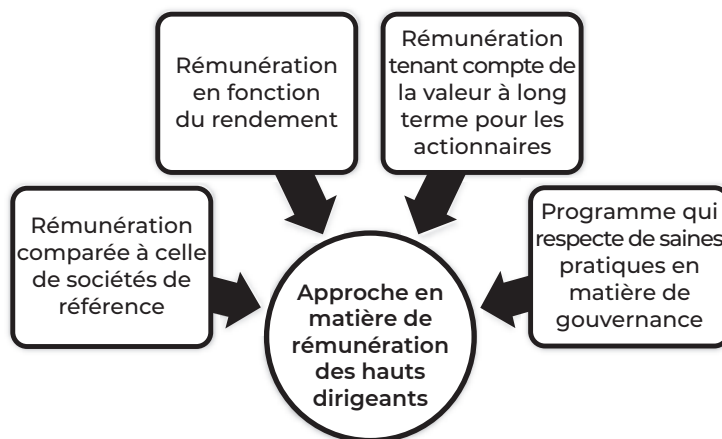 Rémunération
comparée à celle
de sociétés de
référence
Rémunération
en fonction
du rendement
Rémunération
tenant compte de
la valeur à long
terme pour les
actionnaires
Programme qui
respecte de saines
pratiques en
matière de
gouvernance
Approche en
matière de
rémunération
des hauts
dirigeants